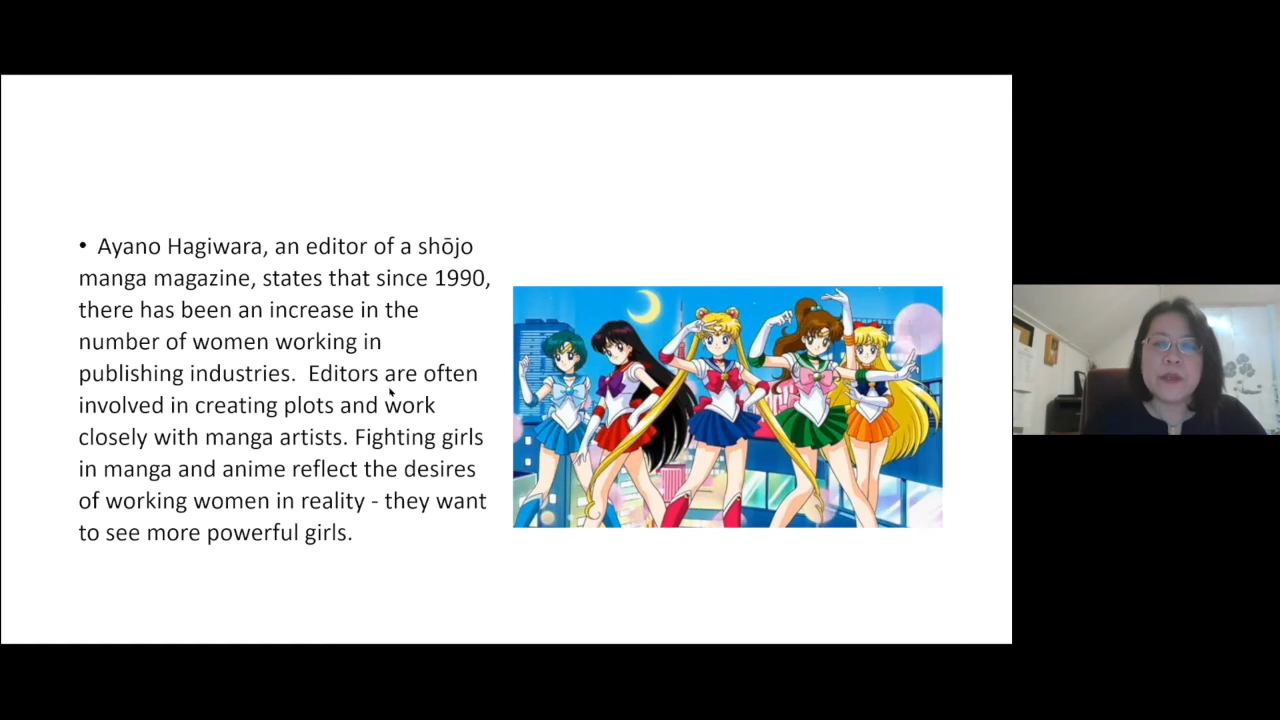 • Ayano Hagiwara, an editor of a shōjo
manga magazine, states that since 1990,
there has been an increase in the
number of women working in
publishing industries.  Editors are often
involved in creating plots and work
closely with manga artists. Fighting girls
in manga and anime reflect the desires
of working women in reality - they want
to see more powerful girls.